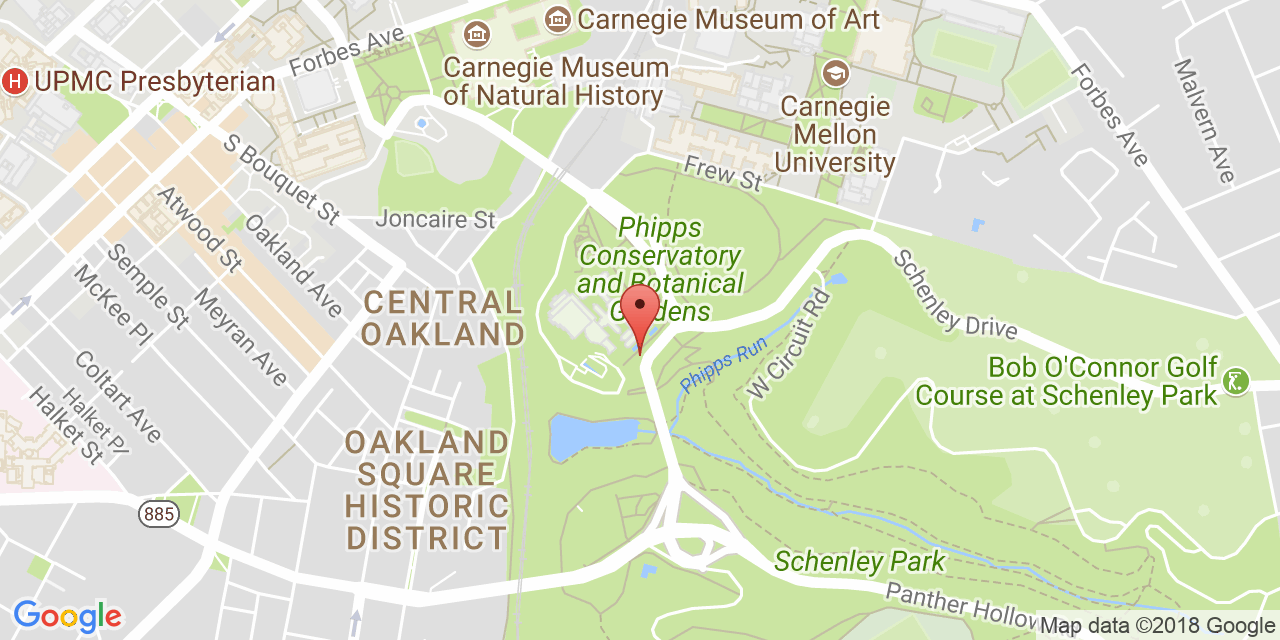 Carnegie Museum of Art
Forbes Ave
UPMC Presbyterian
Carnegie Museum
of Natural History
Carnegie
Mellon
University
Forbes Ave
Malvern Ave
S Bouquet St
Frew St
Joncaire St
Atwood St
Oakland Ave
Semple St
McKee Pl
Meyran Ave
Phipps
Conservatory
and Botanical
Gardens
CENTRAL
OAKLAND
Schenley Drive
W Circuit Rd
Phipps Run
Coltart Ave
Halket Pl
Halket St
Bob O'Connor Golf
Course at Schenley Park
OAKLAND
SQUARE
HISTORIC
DISTRICT
885
Schenley Park
Panther Hollow
Google
Map data ©2018 Google